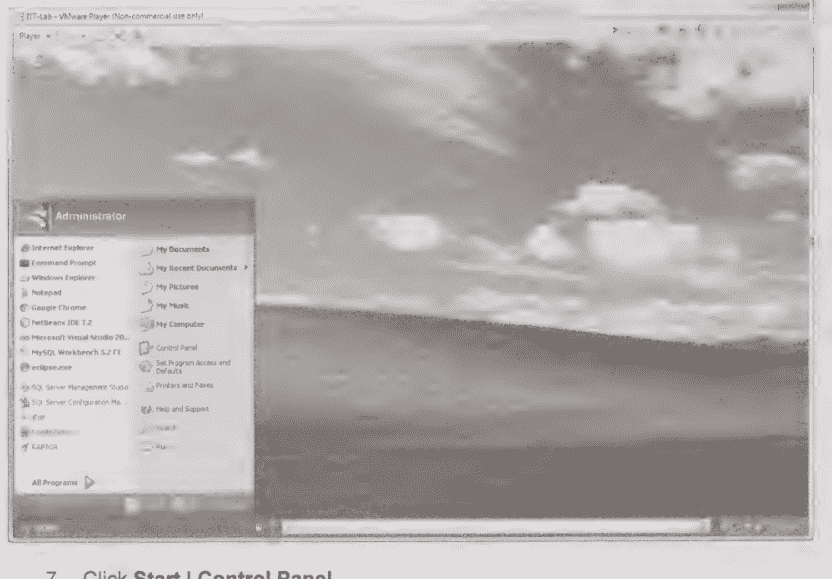 IT-Lab - VMware Player (Non-commercial use only)
Player
Administrator
Internet Explorer
Command Prompt
Windows Explorer
Notepad
Google Chrome
NetBeans IDE 7.2
Microsoft Visual Studio 20...
MySQL Workbench 5.2 CE
eclipse.exe
SQL Server Management Studio
SQL Server Configuration Ma...
RAPTOR
All Programs
My Documents
My Recent Documents
My Pictures
My Music
My Computer
Control Panel
Set Program Access and
Defaults
Printers and Faxes
Help and Support
Search
Run...
7. Click Start | Control Panel